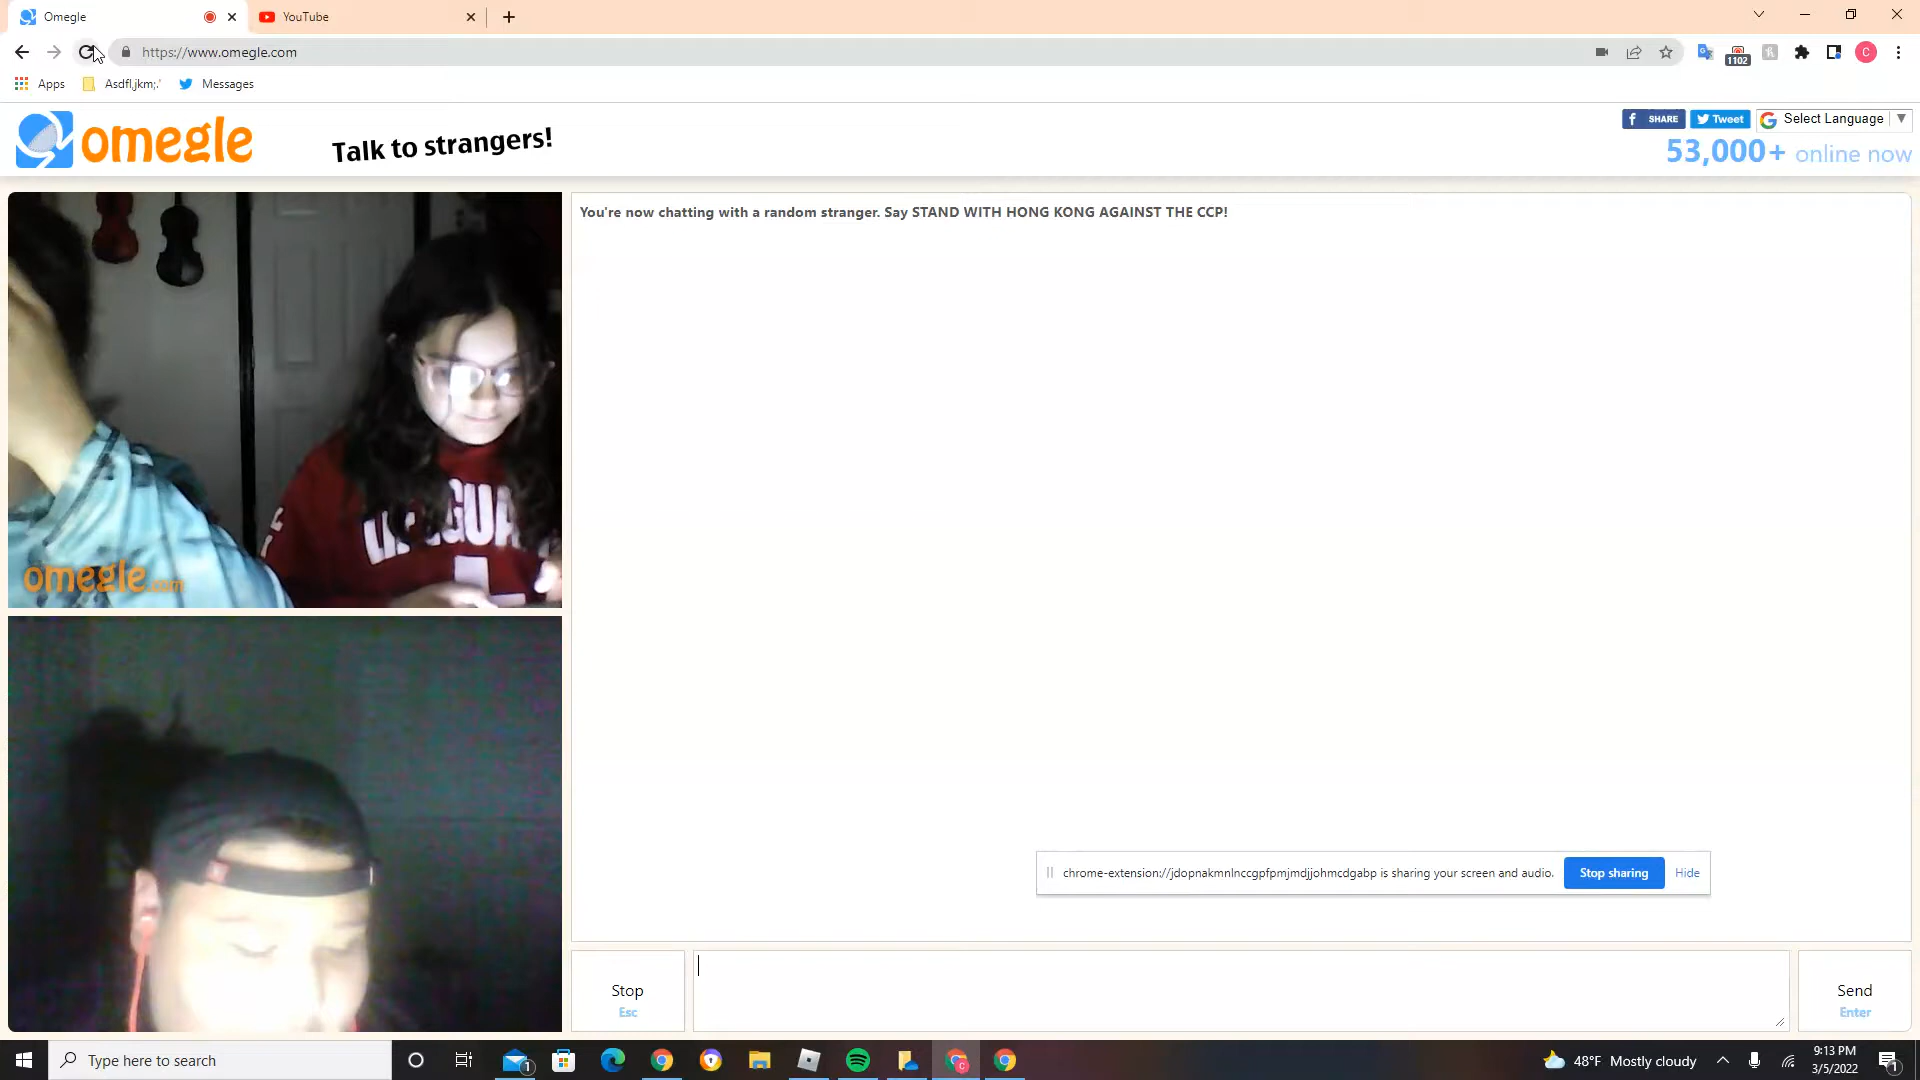 Omegle
YouTube
https://www.omegle.com
1102
C
Apps
Asdfl,jkm;.'
Messages
omegle
Talk to strangers!
SHARE
Tweet
Select Language
53,000+ online now
You're now chatting with a random stranger. Say STAND WITH HONG KONG AGAINST THE CCP!
omegle.com
chrome-extension://jdopnakmnlnccgpfpmjmdjjohmcdgabp is sharing your screen and audio.
Stop sharing
Hide
Stop
Esc
Send
Enter
Type here to search
1
48°F Mostly cloudy
9:13 PM
3/5/2022
1